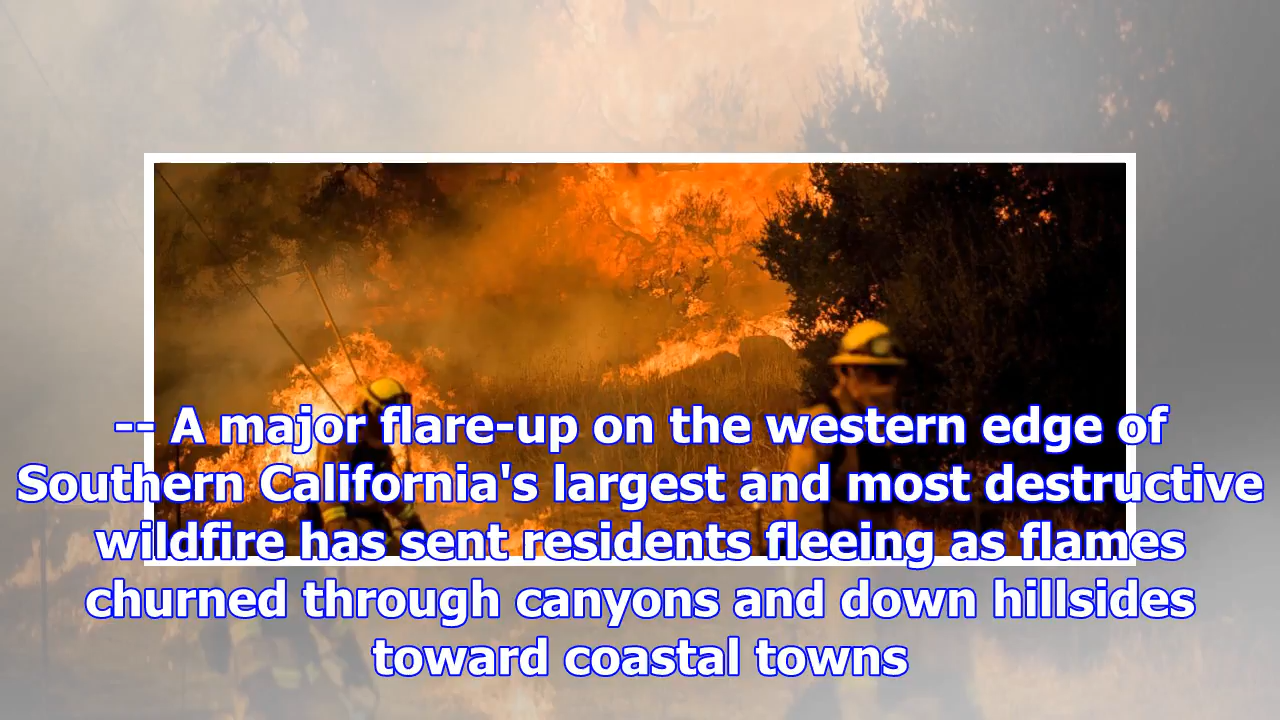 -- A major flare-up on the western edge of
Southern California's largest and most destructive
wildfire has sent residents fleeing as flames
churned through canyons and down hillsides
toward coastal towns